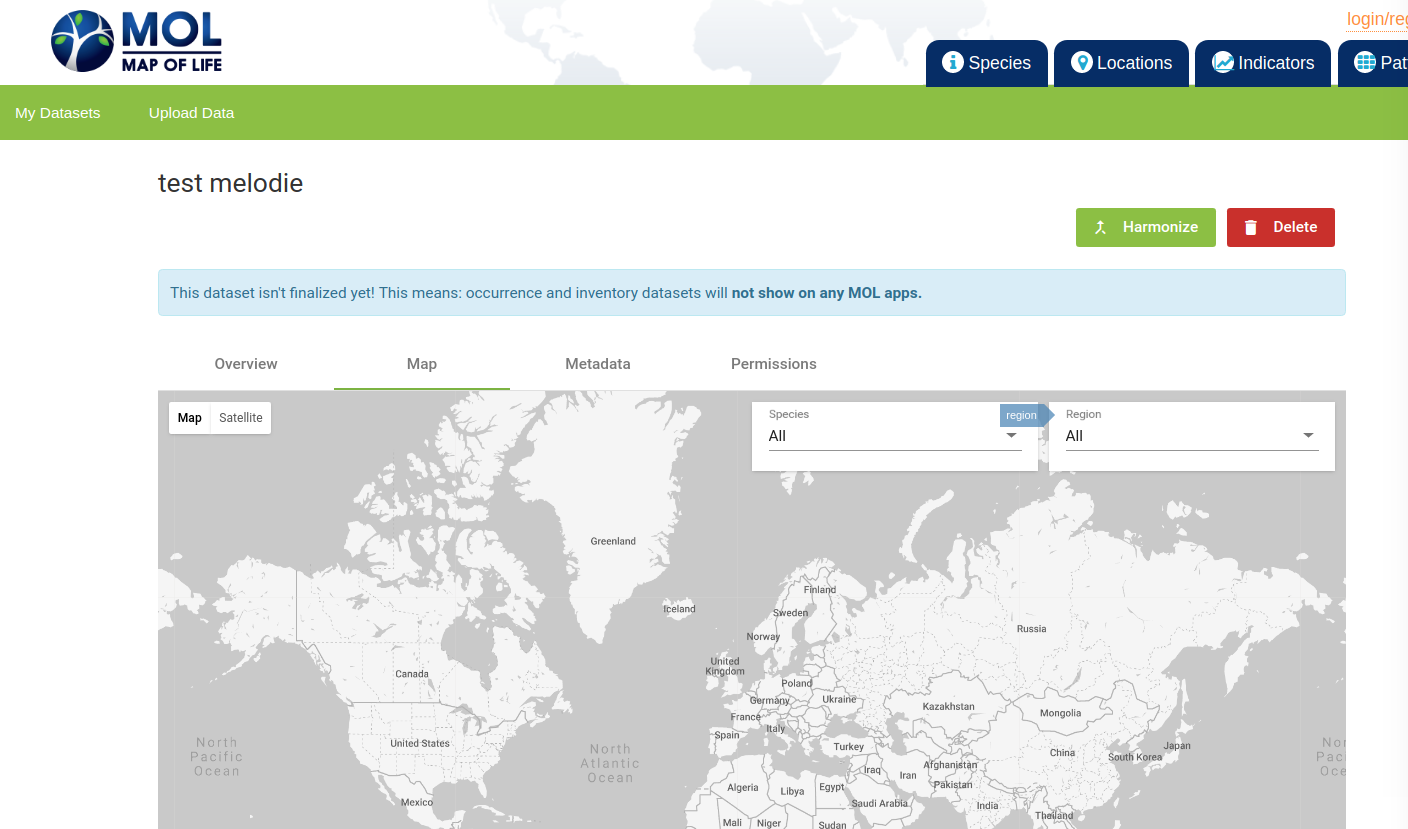 MOL
MAP OF LIFE
login/reg
Species
Locations
Indicators
Pat
My Datasets
Upload Data
test melodie
Harmonize
Delete
This dataset isn't finalized yet! This means: occurrence and inventory datasets will not show on any MOL apps.
Overview
Map
Metadata
Permissions
Map
Satellite
Species
All
region
Region
All
Greenland
Finland
Iceland
Sweden
Russia
Norway
United
Kingdom
Canada
Poland
Germany
Ukraine
Kazakhstan
France
Mongolia
Italy
Spain
North
Pacific
Ocean
United States
North
Atlantic
Ocean
Turkey
China
South Korea
Japan
Nor
Pac
Oce
Iraq
Iran
Afghanistan
Pakistan
Algeria
Libya
Egypt
Saudi Arabia
India
Mexico
Thailand
Mali
Niger
Sudan